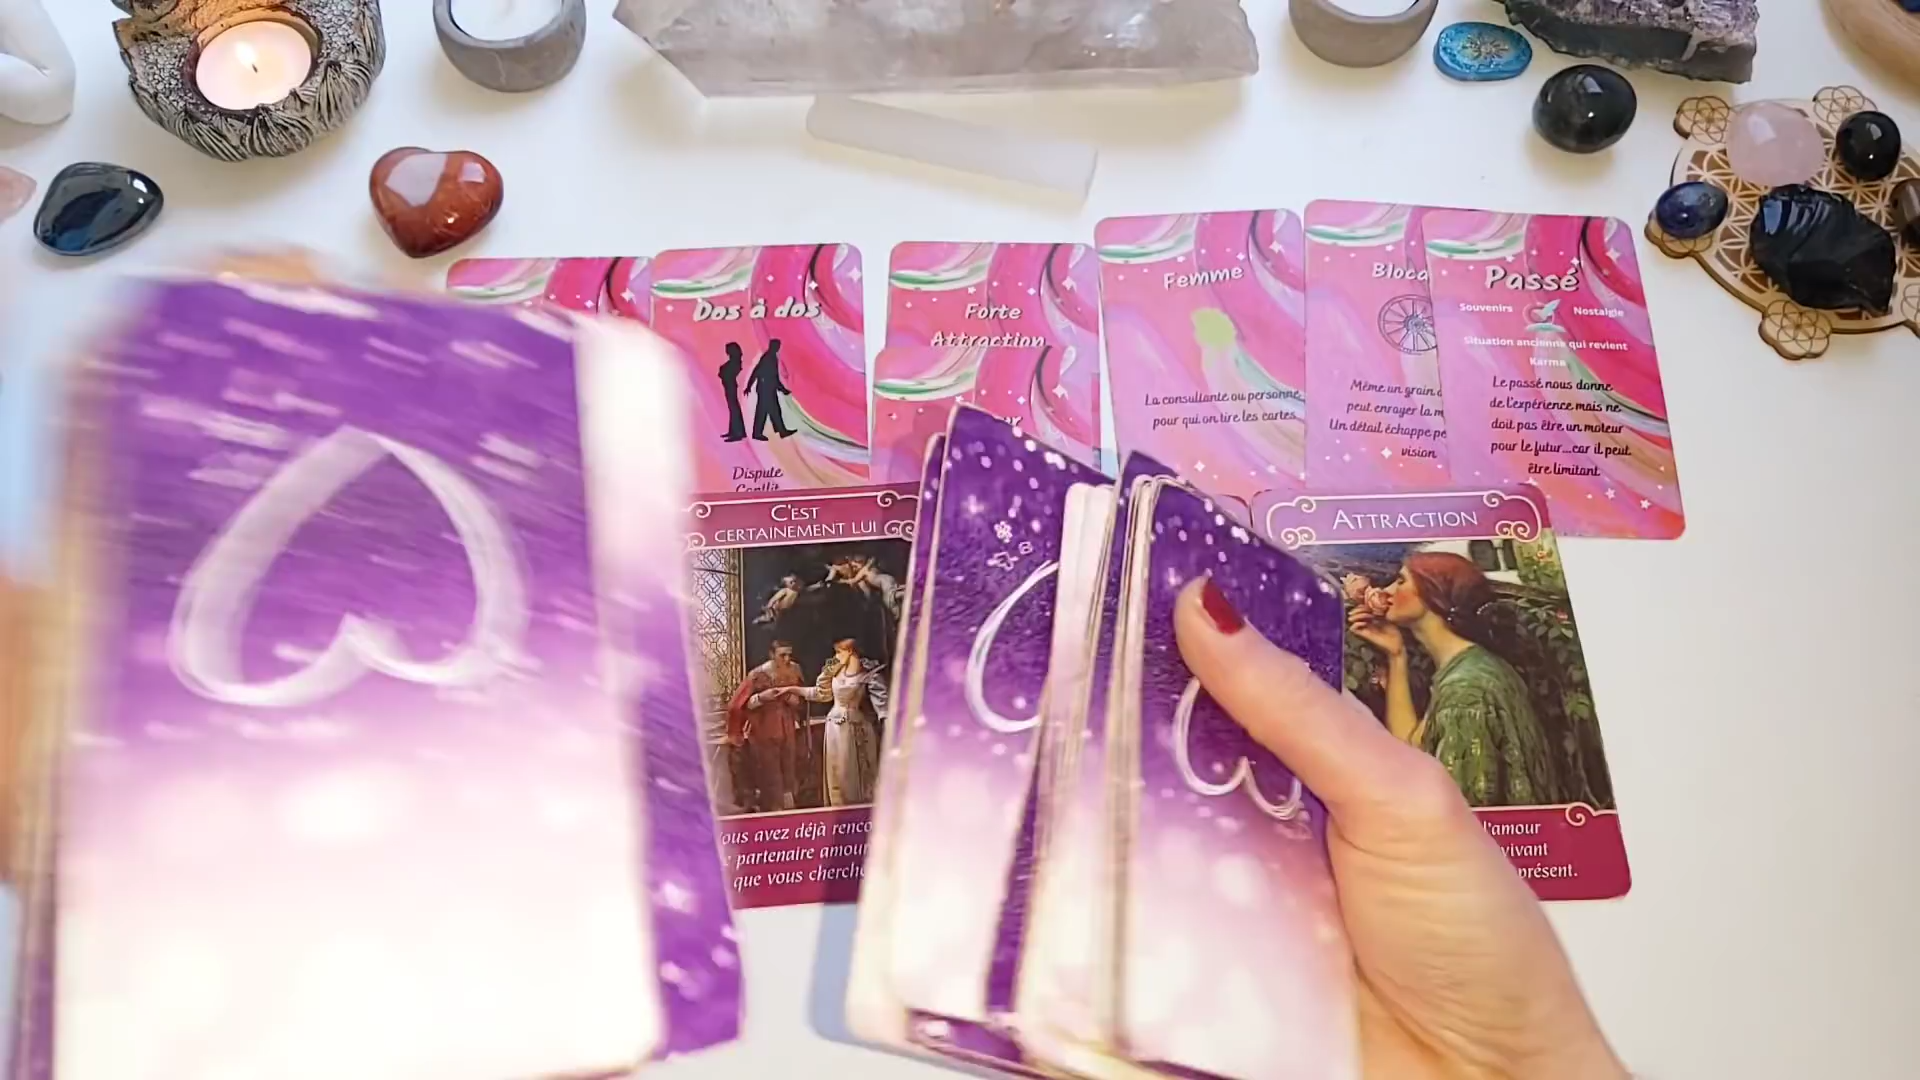 Dos à dos
Dispute
Conflit
Forte
Attraction
Femme
La consultante ou personne
pour qui on tire les cartes
Bloca
Même un grain d
peut enrayer la m
Un détail échappe
vision
Passé
Souvenirs Nostalgie
Situation ancienne qui revient
Karma
Le passé nous donne
de l'expérience mais ne
doit pas être un moteur
pour le futur...car il peut
être limitant
C'EST
CERTAINEMENT LUI
ous avez déjà renco
partenaire amour
que vous cherch
ATTRACTION
l'amour
vivant
présent.